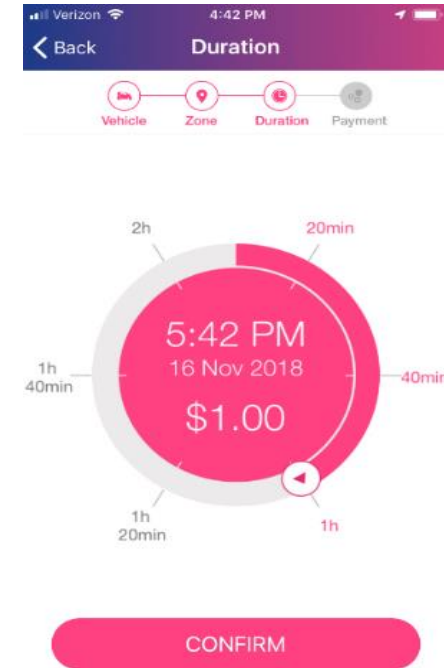 Verizon 4:42 PM
Back Duration
Vehicle Zone Duration Payment
2h 20min
5:42 PM
16 Nov 2018
1h
40min
40min
$1.00
1h
20min
1h
CONFIRM